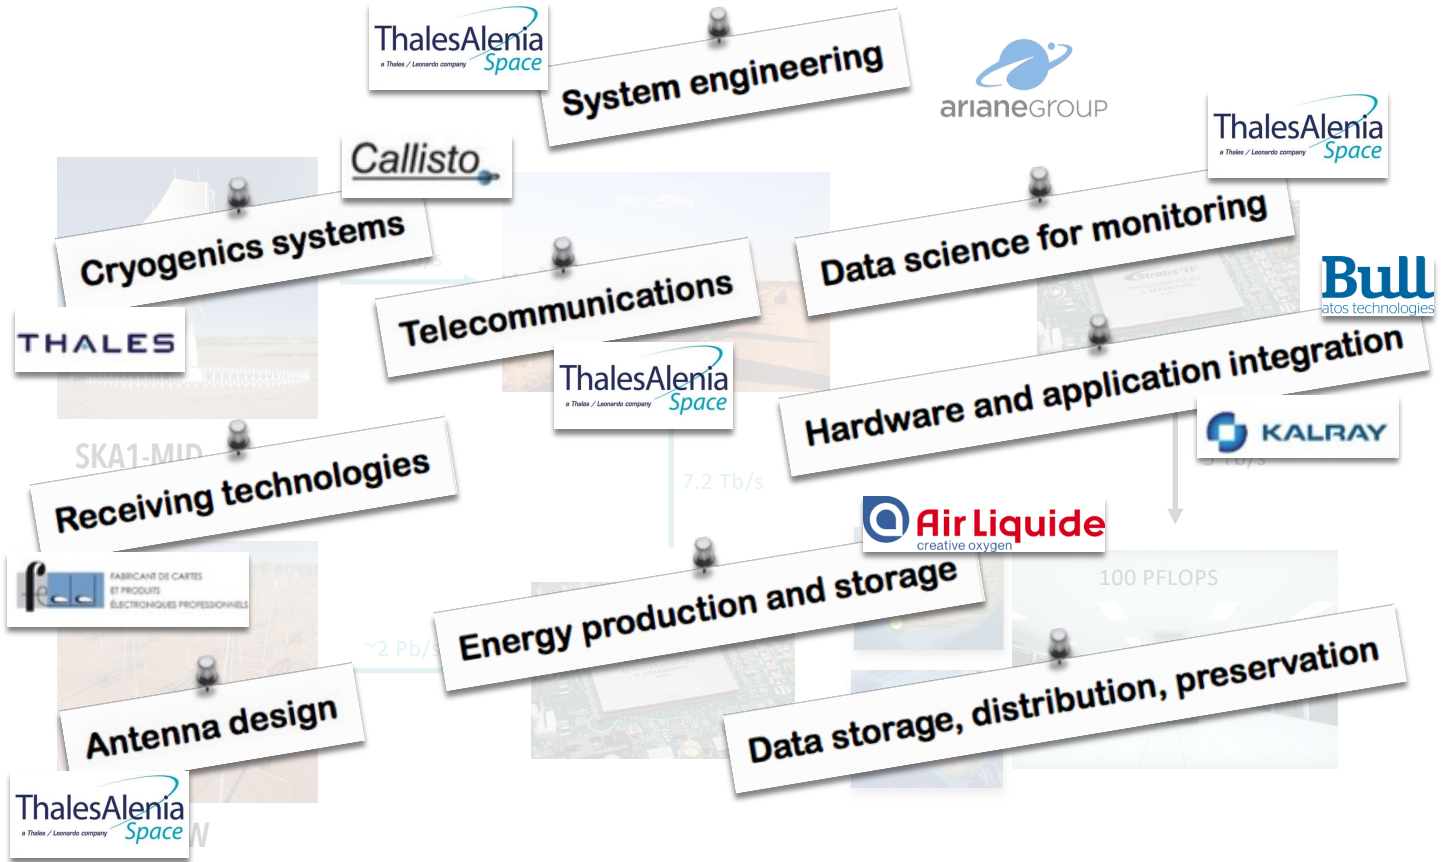 ThalesAlenia
a Thales / Leonardo company
Space
System engineering
arianeGROUP
ThalesAlenia
a Thales / Leonardo company
Space
Callisto
Cryogenics systems
Data science for monitoring
Telecommunications
Stratix IV
Bull
atos technologies
THALES
ThalesAlenia
a Thales / Leonardo company
Space
Hardware and application integration
KALRAY
SKA1-MID
Receiving technologies
7.2 Tb/s
Air Liquide
creative oxygen
fedd
FABRICANT DE CARTES
ET PRODUITS
ÉLECTRONIQUES PROFESSIONNELS
Energy production and storage
100 PFLOPS
~2 Pb/s
Antenna design
Data storage, distribution, preservation
ThalesAlenia
a Thales / Leonardo company
Space
W